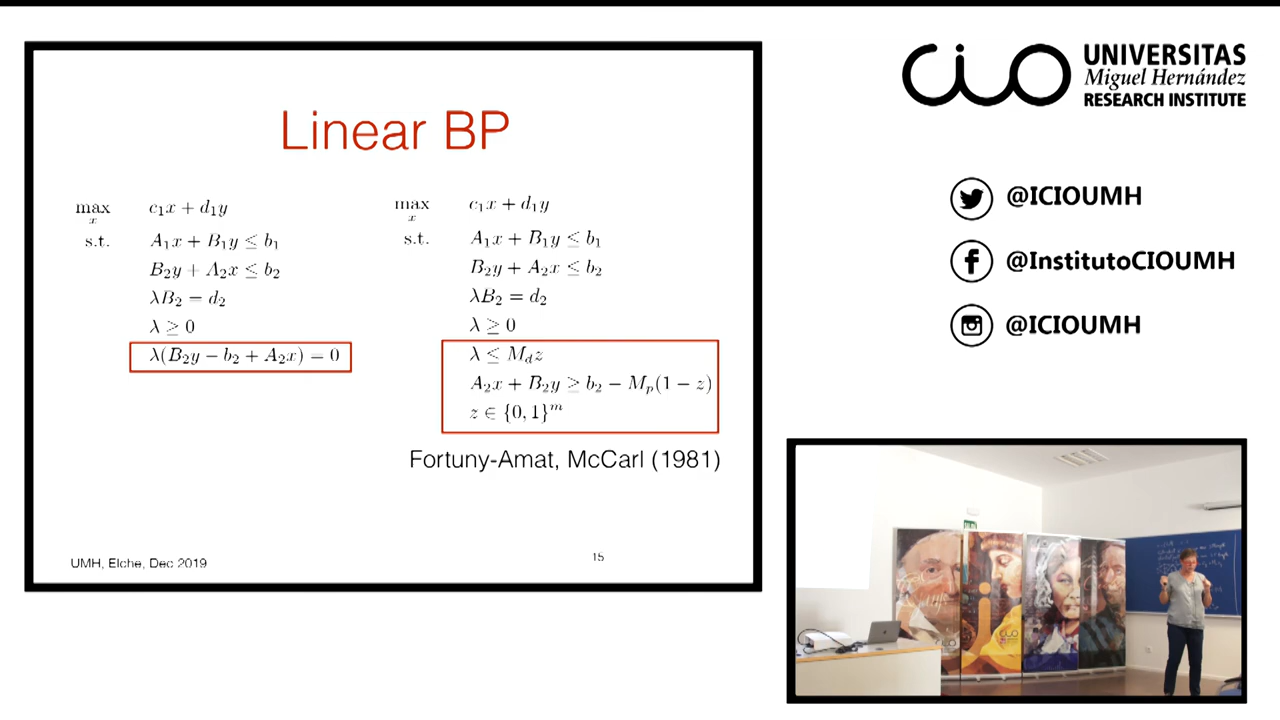 Linear BP
max x c₁x + d₁y
s.t. A₁x + B₁y ≤ b₁
B₂y + A₂x ≤ b₂
λB₂ = d₂
λ ≥ 0
λ(B₂y − b₂ + A₂x) = 0
max x c₁x + d₁y
s.t. A₁x + B₁y ≤ b₁
B₂y + A₂x ≤ b₂
λB₂ = d₂
λ ≥ 0
λ ≤ M_d z
A₂x + B₂y ≥ b₂ − M_p(1 − z)
z ∈ {0, 1}^m
Fortuny-Amat, McCarl (1981)
UMH, Elche, Dec 2019
15
cio
UNIVERSITAS
Miguel Hernández
RESEARCH INSTITUTE
@ICIOUMH
@InstitutoCIOUMH
@ICIOUMH